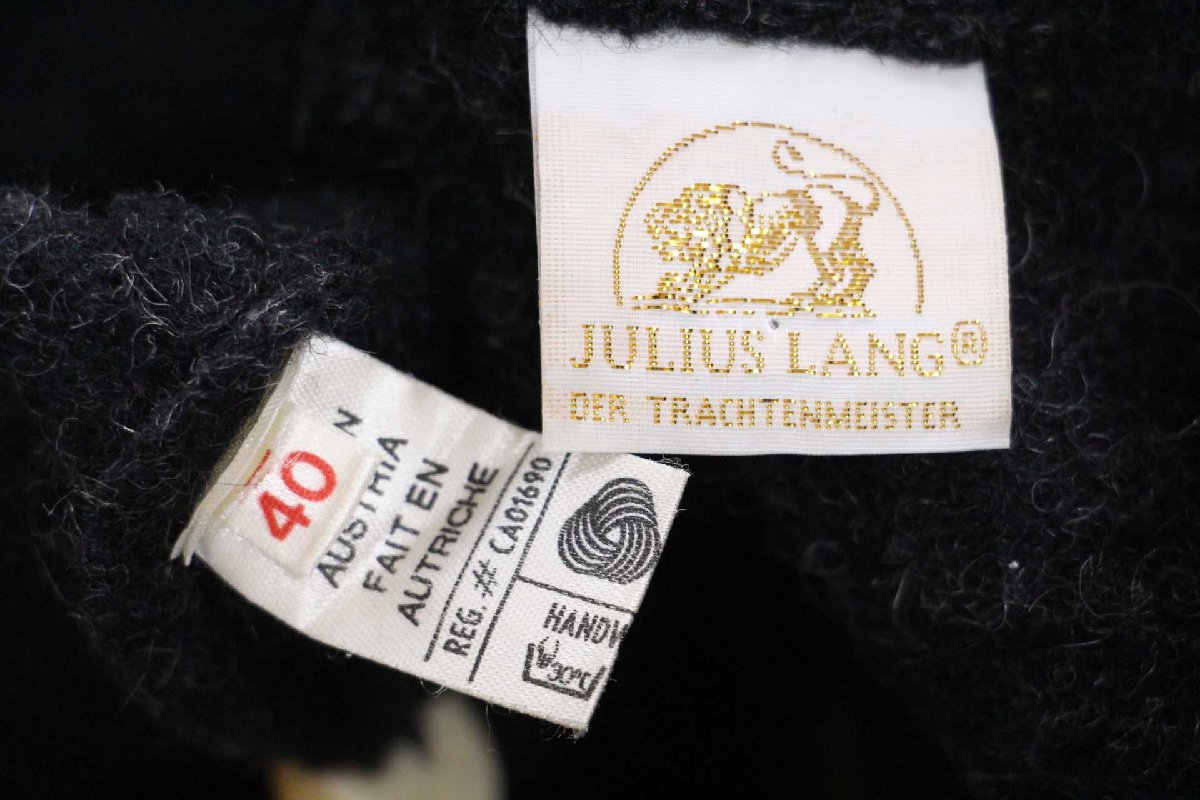 JULIUS LANG®
DER TRACHTENMEISTER
40
N
AUSTRIA
FAIT EN
AUTRICHE
REG. # CA01690
30°C